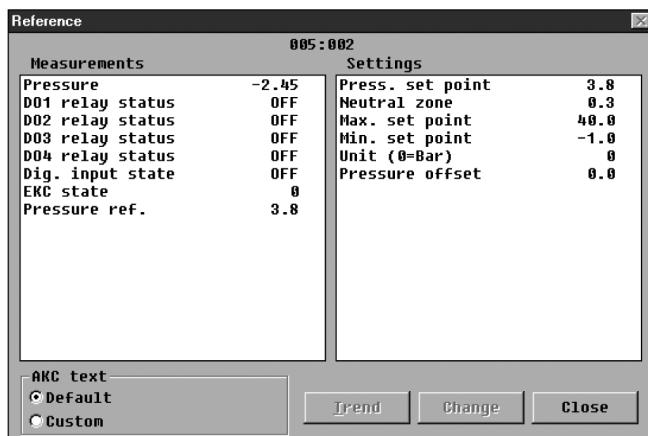 Reference
005:002
Measurements
Settings
Pressure -2.45
DO1 relay status OFF
DO2 relay status OFF
DO3 relay status OFF
DO4 relay status OFF
Dig. input state OFF
EKC state 0
Pressure ref. 3.8
Press. set point 3.8
Neutral zone 0.3
Max. set point 40.0
Min. set point -1.0
Unit (0=Bar) 0
Pressure offset 0.0
AKC text
Default
Custom
Trend
Change
Close